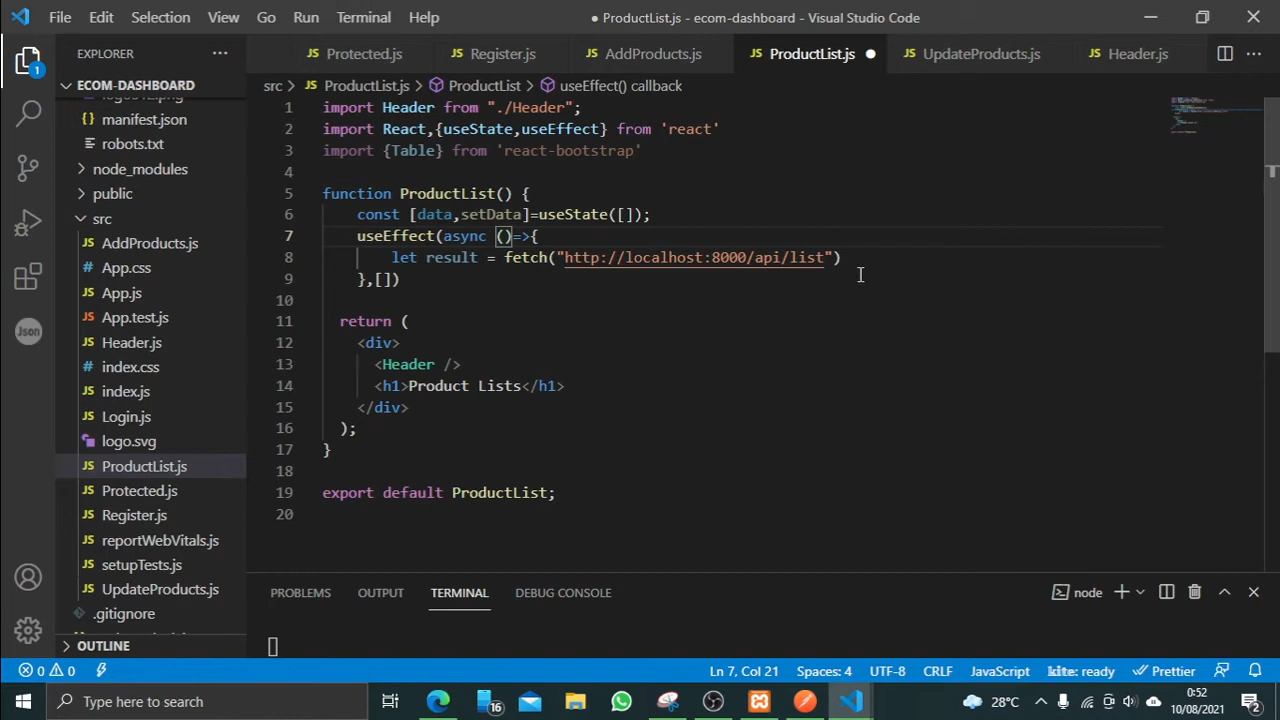 File Edit Selection View Go Run Terminal Help
● ProductList.js - ecom-dashboard - Visual Studio Code
EXPLORER
Protected.js
Register.js
AddProducts.js
ProductList.js
UpdateProducts.js
Header.js
1
ECOM-DASHBOARD
src > JS ProductList.js > ProductList > useEffect() callback
manifest.json
robots.txt
node_modules
public
src
AddProducts.js
App.css
App.js
App.test.js
Header.js
index.css
index.js
Login.js
logo.svg
ProductList.js
Protected.js
Register.js
reportWebVitals.js
setupTests.js
UpdateProducts.js
.gitignore
OUTLINE
Json
1 import Header from "./Header";
2 import React,{useState,useEffect} from 'react'
3 import {Table} from 'react-bootstrap'
4
5 function ProductList() {
6 const [data,setData]=useState([]);
7 useEffect(async ()=>{
8 let result = fetch("http://localhost:8000/api/list")
9 },[])
10
11 return (
12 <div>
13 <Header />
14 <h1>Product Lists</h1>
15 </div>
16 );
17 }
18
19 export default ProductList;
20
PROBLEMS OUTPUT TERMINAL DEBUG CONSOLE
node
0 0 Ln 7, Col 21 Spaces: 4 UTF-8 CRLF JavaScript kite: ready Prettier
Type here to search
16
28°C
0:52
10/08/2021
2